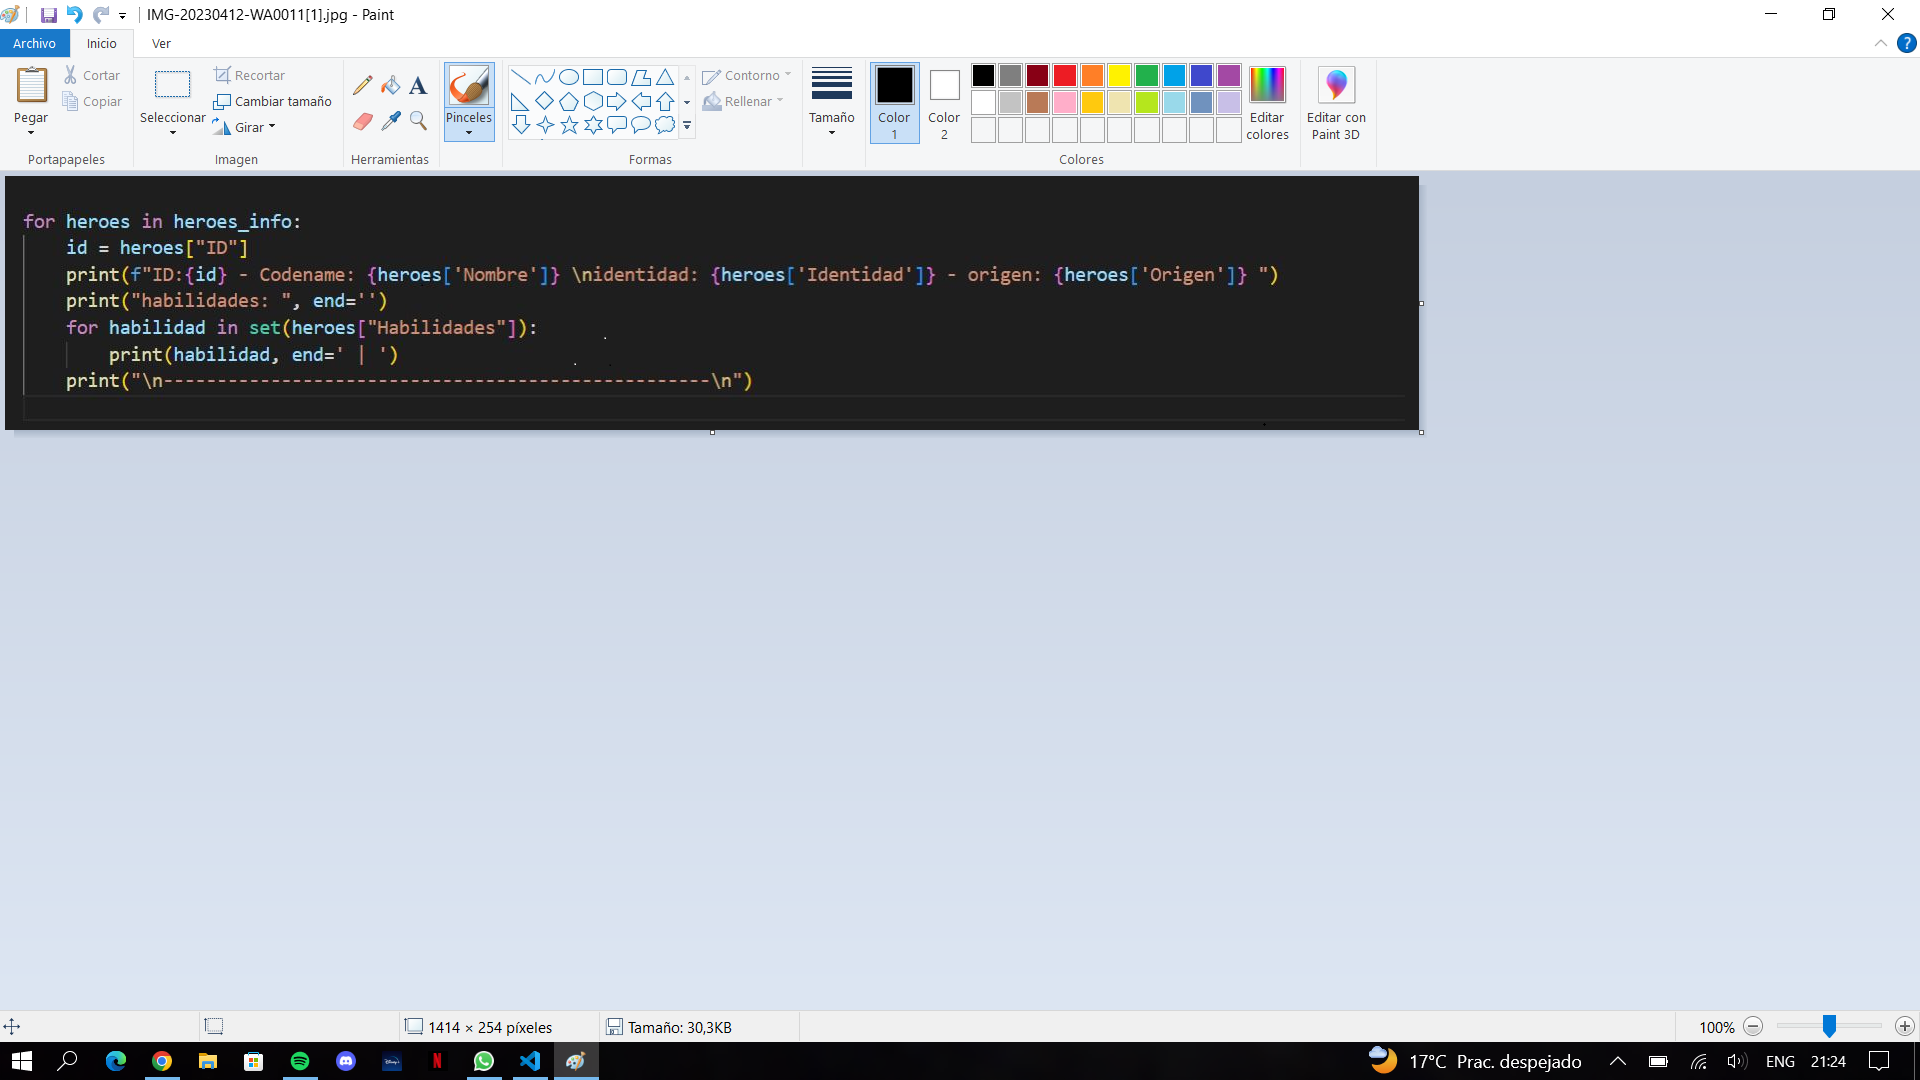 IMG-20230412-WA0011[1].jpg - Paint
Archivo Inicio Ver
Pegar
Cortar
Copiar
Portapapeles
Seleccionar
Recortar
Cambiar tamaño
Girar
Imagen
Herramientas
Pinceles
Contorno
Rellenar
Formas
Tamaño
Color
1
Color
2
Editar
colores
Colores
Editar con
Paint 3D
for heroes in heroes_info:
    id = heroes["ID"]
    print(f"ID:{id} - Codename: {heroes['Nombre']} \nidentidad: {heroes['Identidad']} - origen: {heroes['Origen']} ")
    print("habilidades: ", end='')
    for habilidad in set(heroes["Habilidades"]):
        print(habilidad, end=' | ')
    print("\n---------------------------------------------------\n")
1414 × 254 píxeles
Tamaño: 30,3KB
100%
17°C Prac. despejado
ENG
21:24